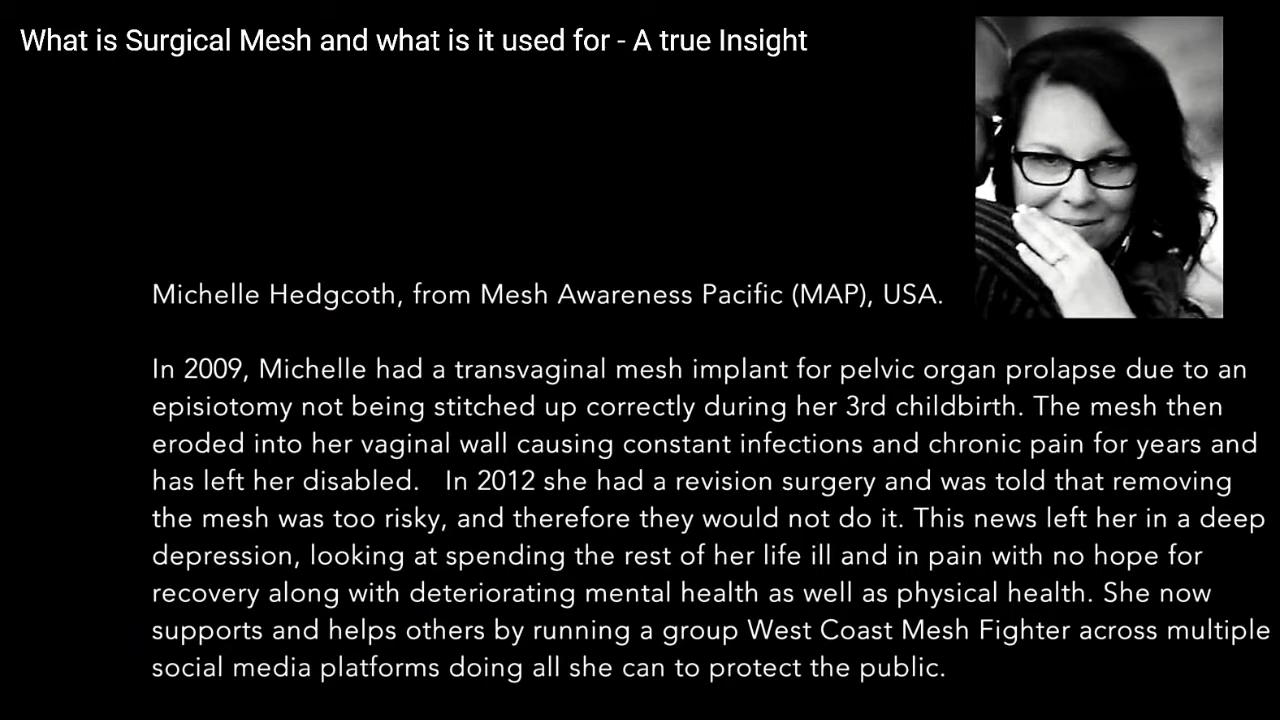 What is Surgical Mesh and what is it used for - A true Insight
Michelle Hedgcoth, from Mesh Awareness Pacific (MAP), USA.
In 2009, Michelle had a transvaginal mesh implant for pelvic organ prolapse due to an
episiotomy not being stitched up correctly during her 3rd childbirth. The mesh then
eroded into her vaginal wall causing constant infections and chronic pain for years and
has left her disabled.   In 2012 she had a revision surgery and was told that removing
the mesh was too risky, and therefore they would not do it. This news left her in a deep
depression, looking at spending the rest of her life ill and in pain with no hope for
recovery along with deteriorating mental health as well as physical health. She now
supports and helps others by running a group West Coast Mesh Fighter across multiple
social media platforms doing all she can to protect the public.